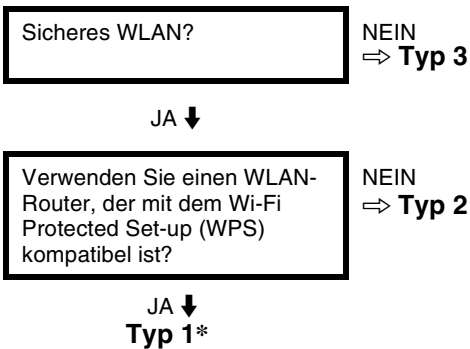 Sicheres WLAN?
NEIN
⇨ Typ 3
JA ⬇
Verwenden Sie einen WLAN-
Router, der mit dem Wi-Fi
Protected Set-up (WPS)
kompatibel ist?
NEIN
⇨ Typ 2
JA ⬇
Typ 1*